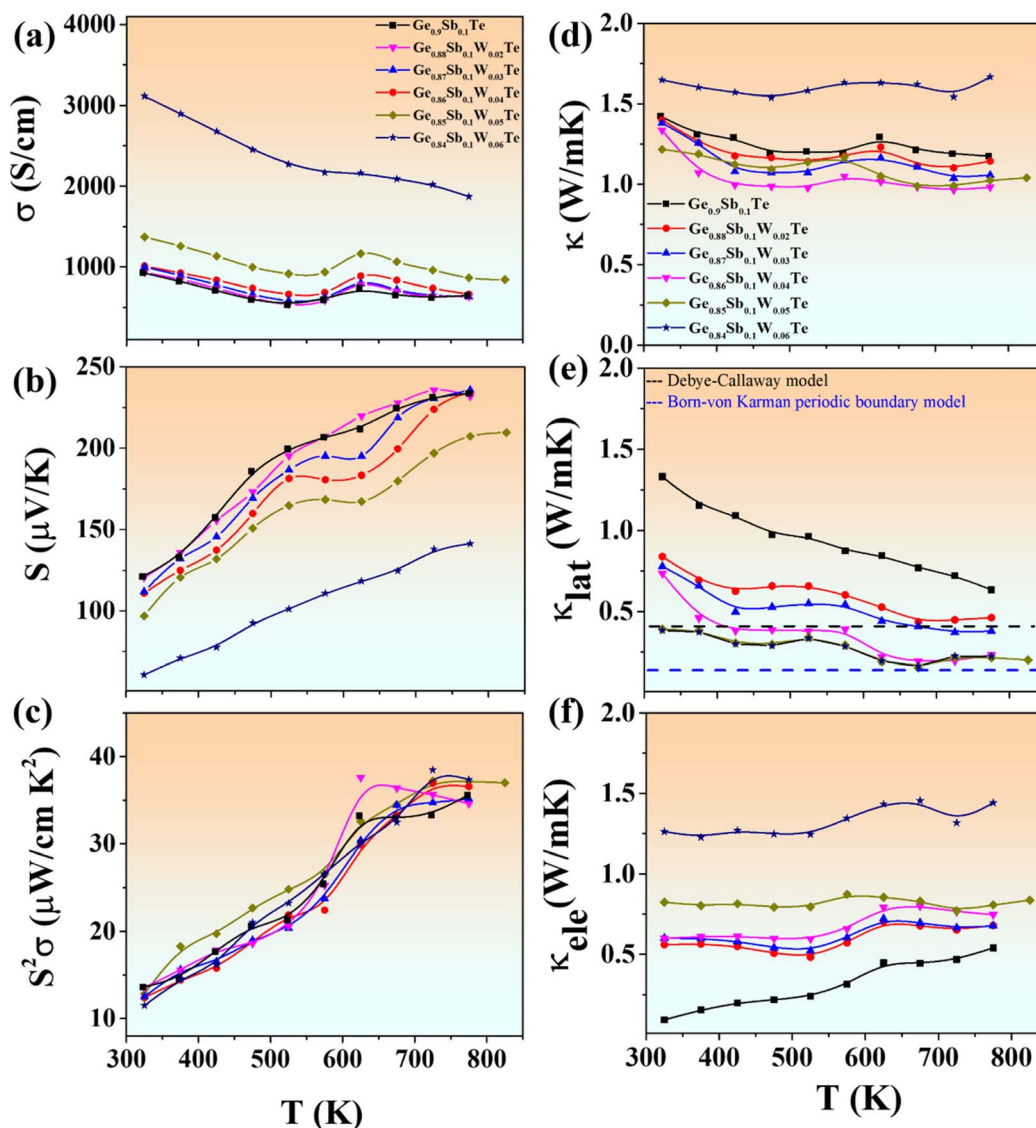 (a)
σ (S/cm)
4000
3000
2000
1000
Ge₀.₉Sb₀.₁Te
Ge₀.₈₈Sb₀.₁W₀.₀₂Te
Ge₀.₈₇Sb₀.₁W₀.₀₃Te
Ge₀.₈₆Sb₀.₁W₀.₀₄Te
Ge₀.₈₅Sb₀.₁W₀.₀₅Te
Ge₀.₈₄Sb₀.₁W₀.₀₆Te
(b)
S (μV/K)
250
200
150
100
(c)
S²σ (μW/cm K²)
40
30
20
10
300 400 500 600 700 800
T (K)
(d)
κ (W/mK)
2.0
1.5
1.0
0.5
0.0
Ge₀.₉Sb₀.₁Te
Ge₀.₈₈Sb₀.₁W₀.₀₂Te
Ge₀.₈₇Sb₀.₁W₀.₀₃Te
Ge₀.₈₆Sb₀.₁W₀.₀₄Te
Ge₀.₈₅Sb₀.₁W₀.₀₅Te
Ge₀.₈₄Sb₀.₁W₀.₀₆Te
(e)
κlat (W/mK)
2.0
1.5
1.0
0.5
0.0
Debye-Callaway model
Born-von Karman periodic boundary model
(f)
κele(W/mK)
2.0
1.5
1.0
0.5
0.0
300 400 500 600 700 800
T (K)